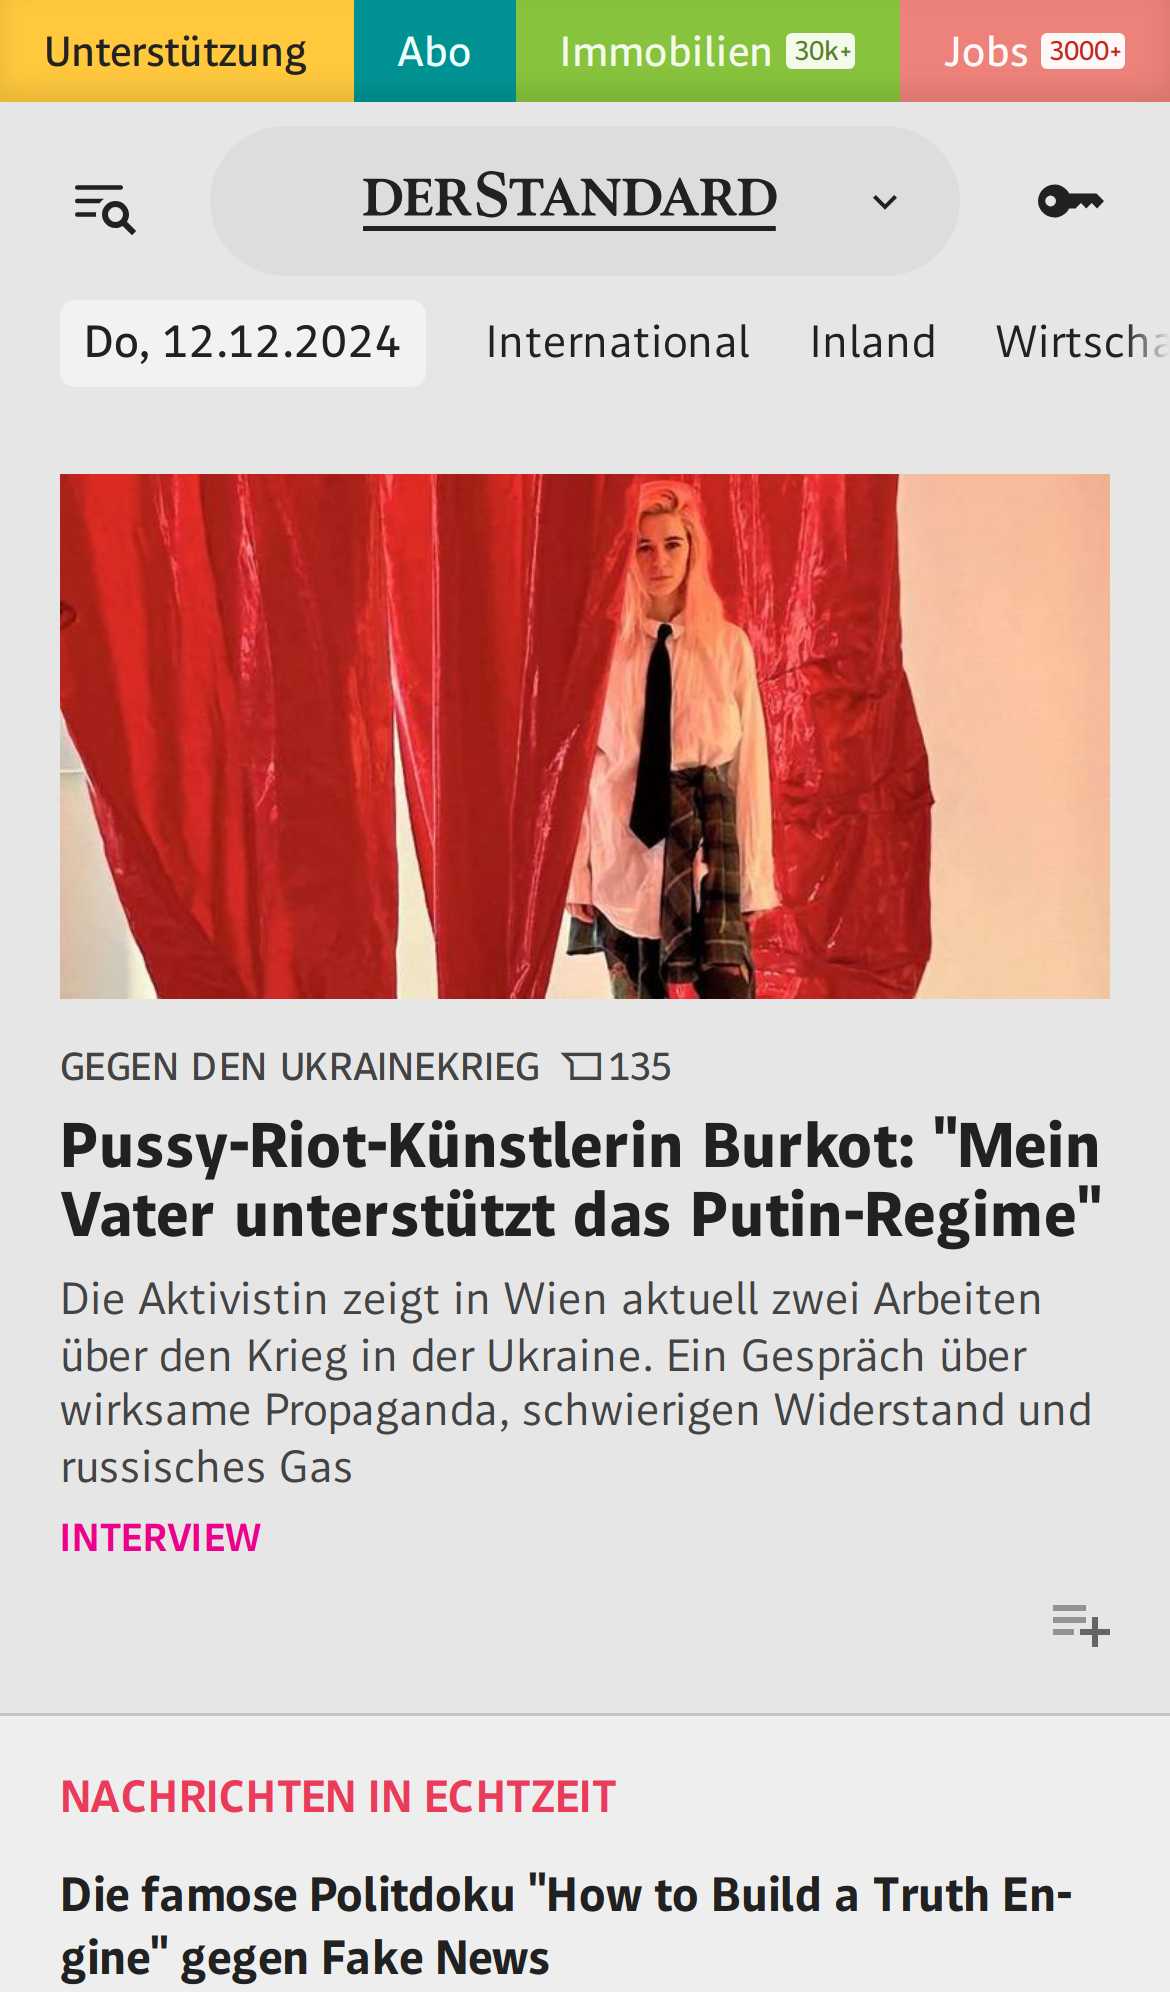 Unterstützung
Abo
Immobilien 30k+
Jobs 3000+
DERSTANDARD
Do, 12.12.2024
International
Inland
Wirtscha
GEGEN DEN UKRAINEKRIEG 135
Pussy-Riot-Künstlerin Burkot: "Mein
Vater unterstützt das Putin-Regime"
Die Aktivistin zeigt in Wien aktuell zwei Arbeiten
über den Krieg in der Ukraine. Ein Gespräch über
wirksame Propaganda, schwierigen Widerstand und
russisches Gas
INTERVIEW
NACHRICHTEN IN ECHTZEIT
Die famose Politdoku "How to Build a Truth En-
gine" gegen Fake News